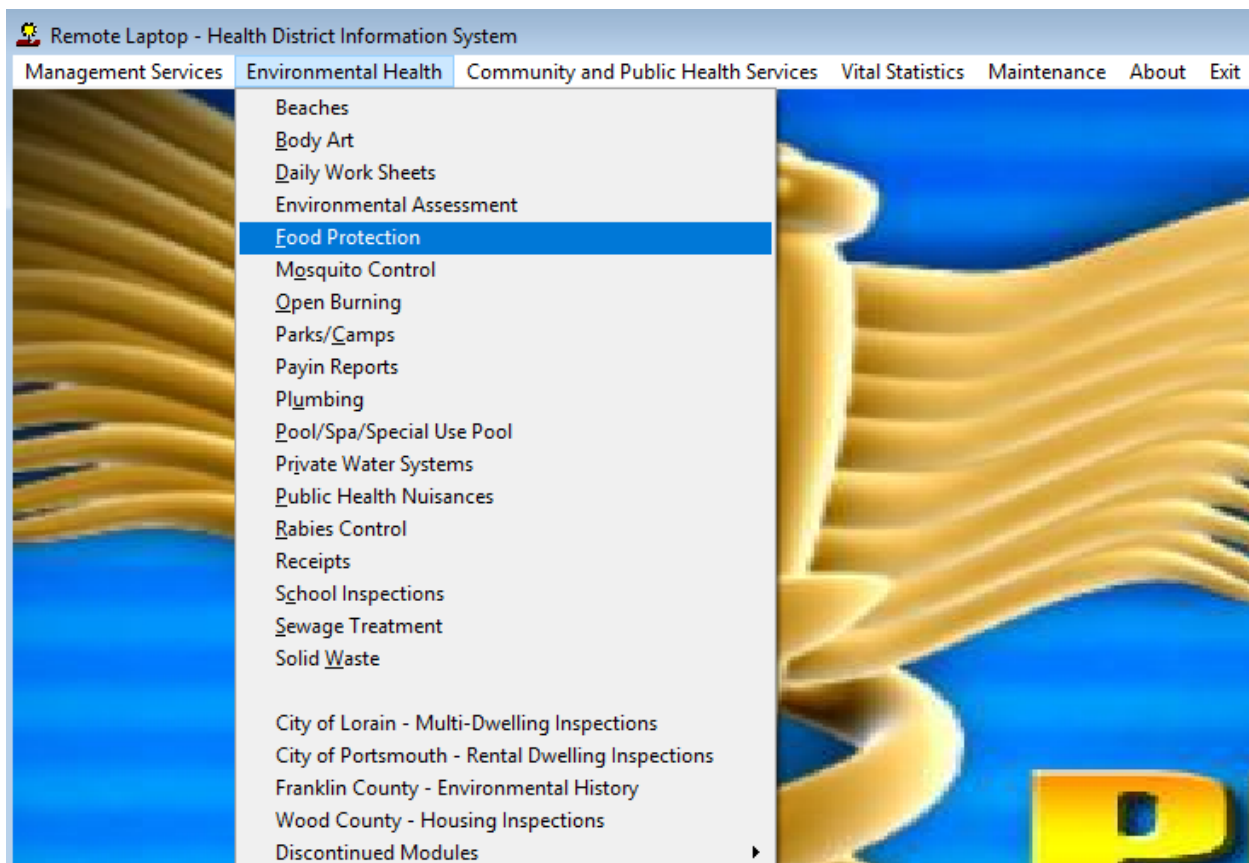 Remote Laptop - Health District Information System
Management Services Environmental Health Community and Public Health Services Vital Statistics Maintenance About Exit
Beaches
Body Art
Daily Work Sheets
Environmental Assessment
Food Protection
Mosquito Control
Open Burning
Parks/Camps
Payin Reports
Plumbing
Pool/Spa/Special Use Pool
Private Water Systems
Public Health Nuisances
Rabies Control
Receipts
School Inspections
Sewage Treatment
Solid Waste
City of Lorain - Multi-Dwelling Inspections
City of Portsmouth - Rental Dwelling Inspections
Franklin County - Environmental History
Wood County - Housing Inspections
Discontinued Modules